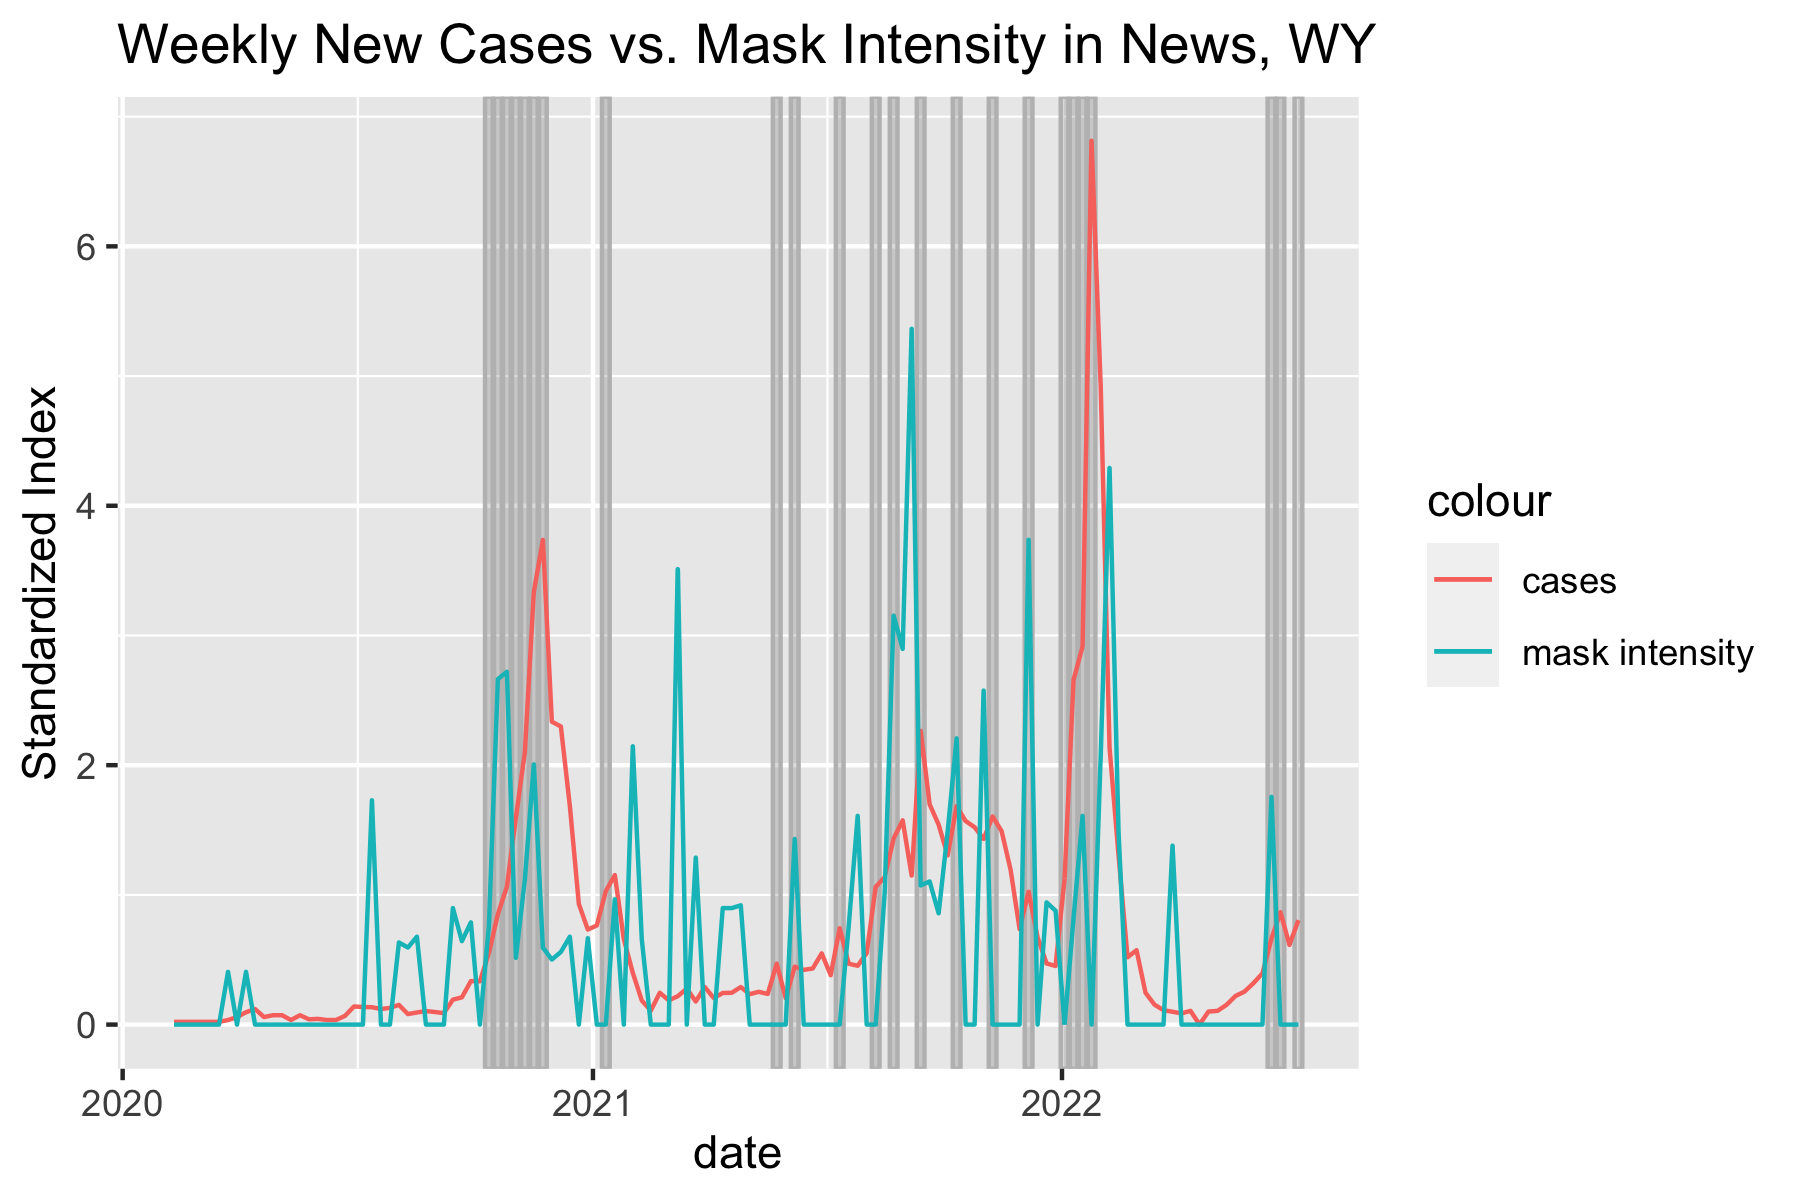 Weekly New Cases vs. Mask Intensity in News, WY
Standardized Index
6
4
2
0
2020
2021
2022
date
colour
cases
mask intensity